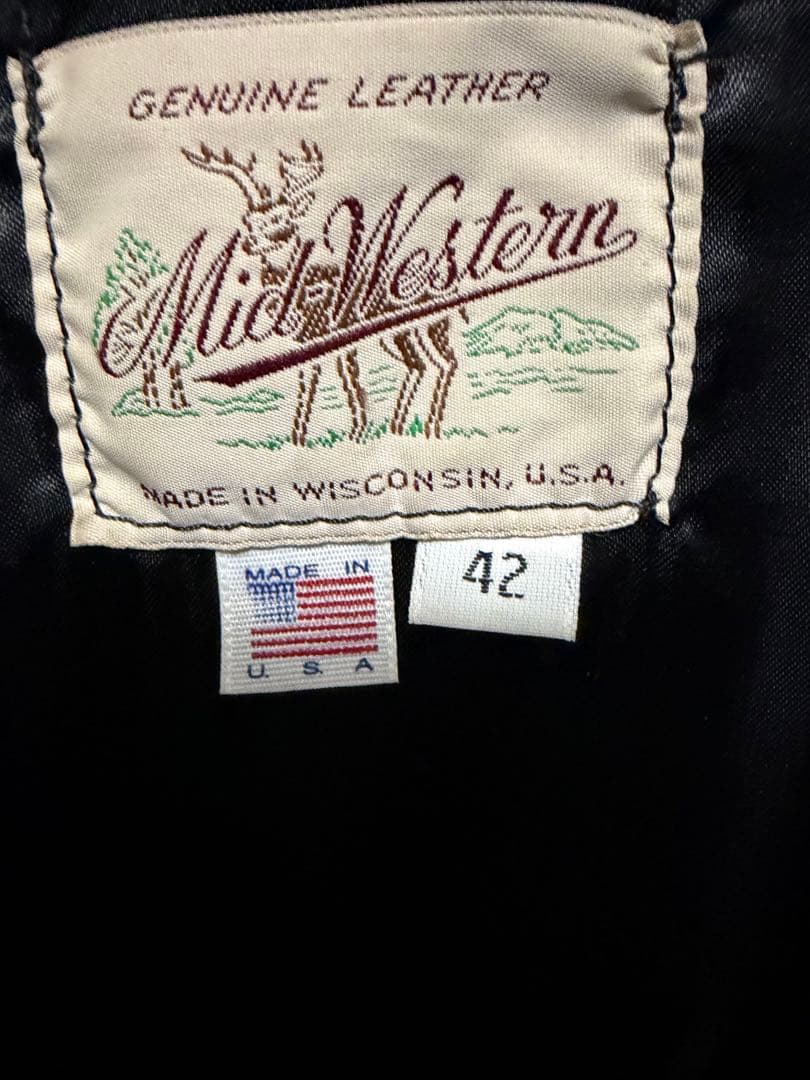 GENUINE LEATHER
Mid-Western
MADE IN WISCONSIN, U.S.A.
MADE IN
U. S. A
42